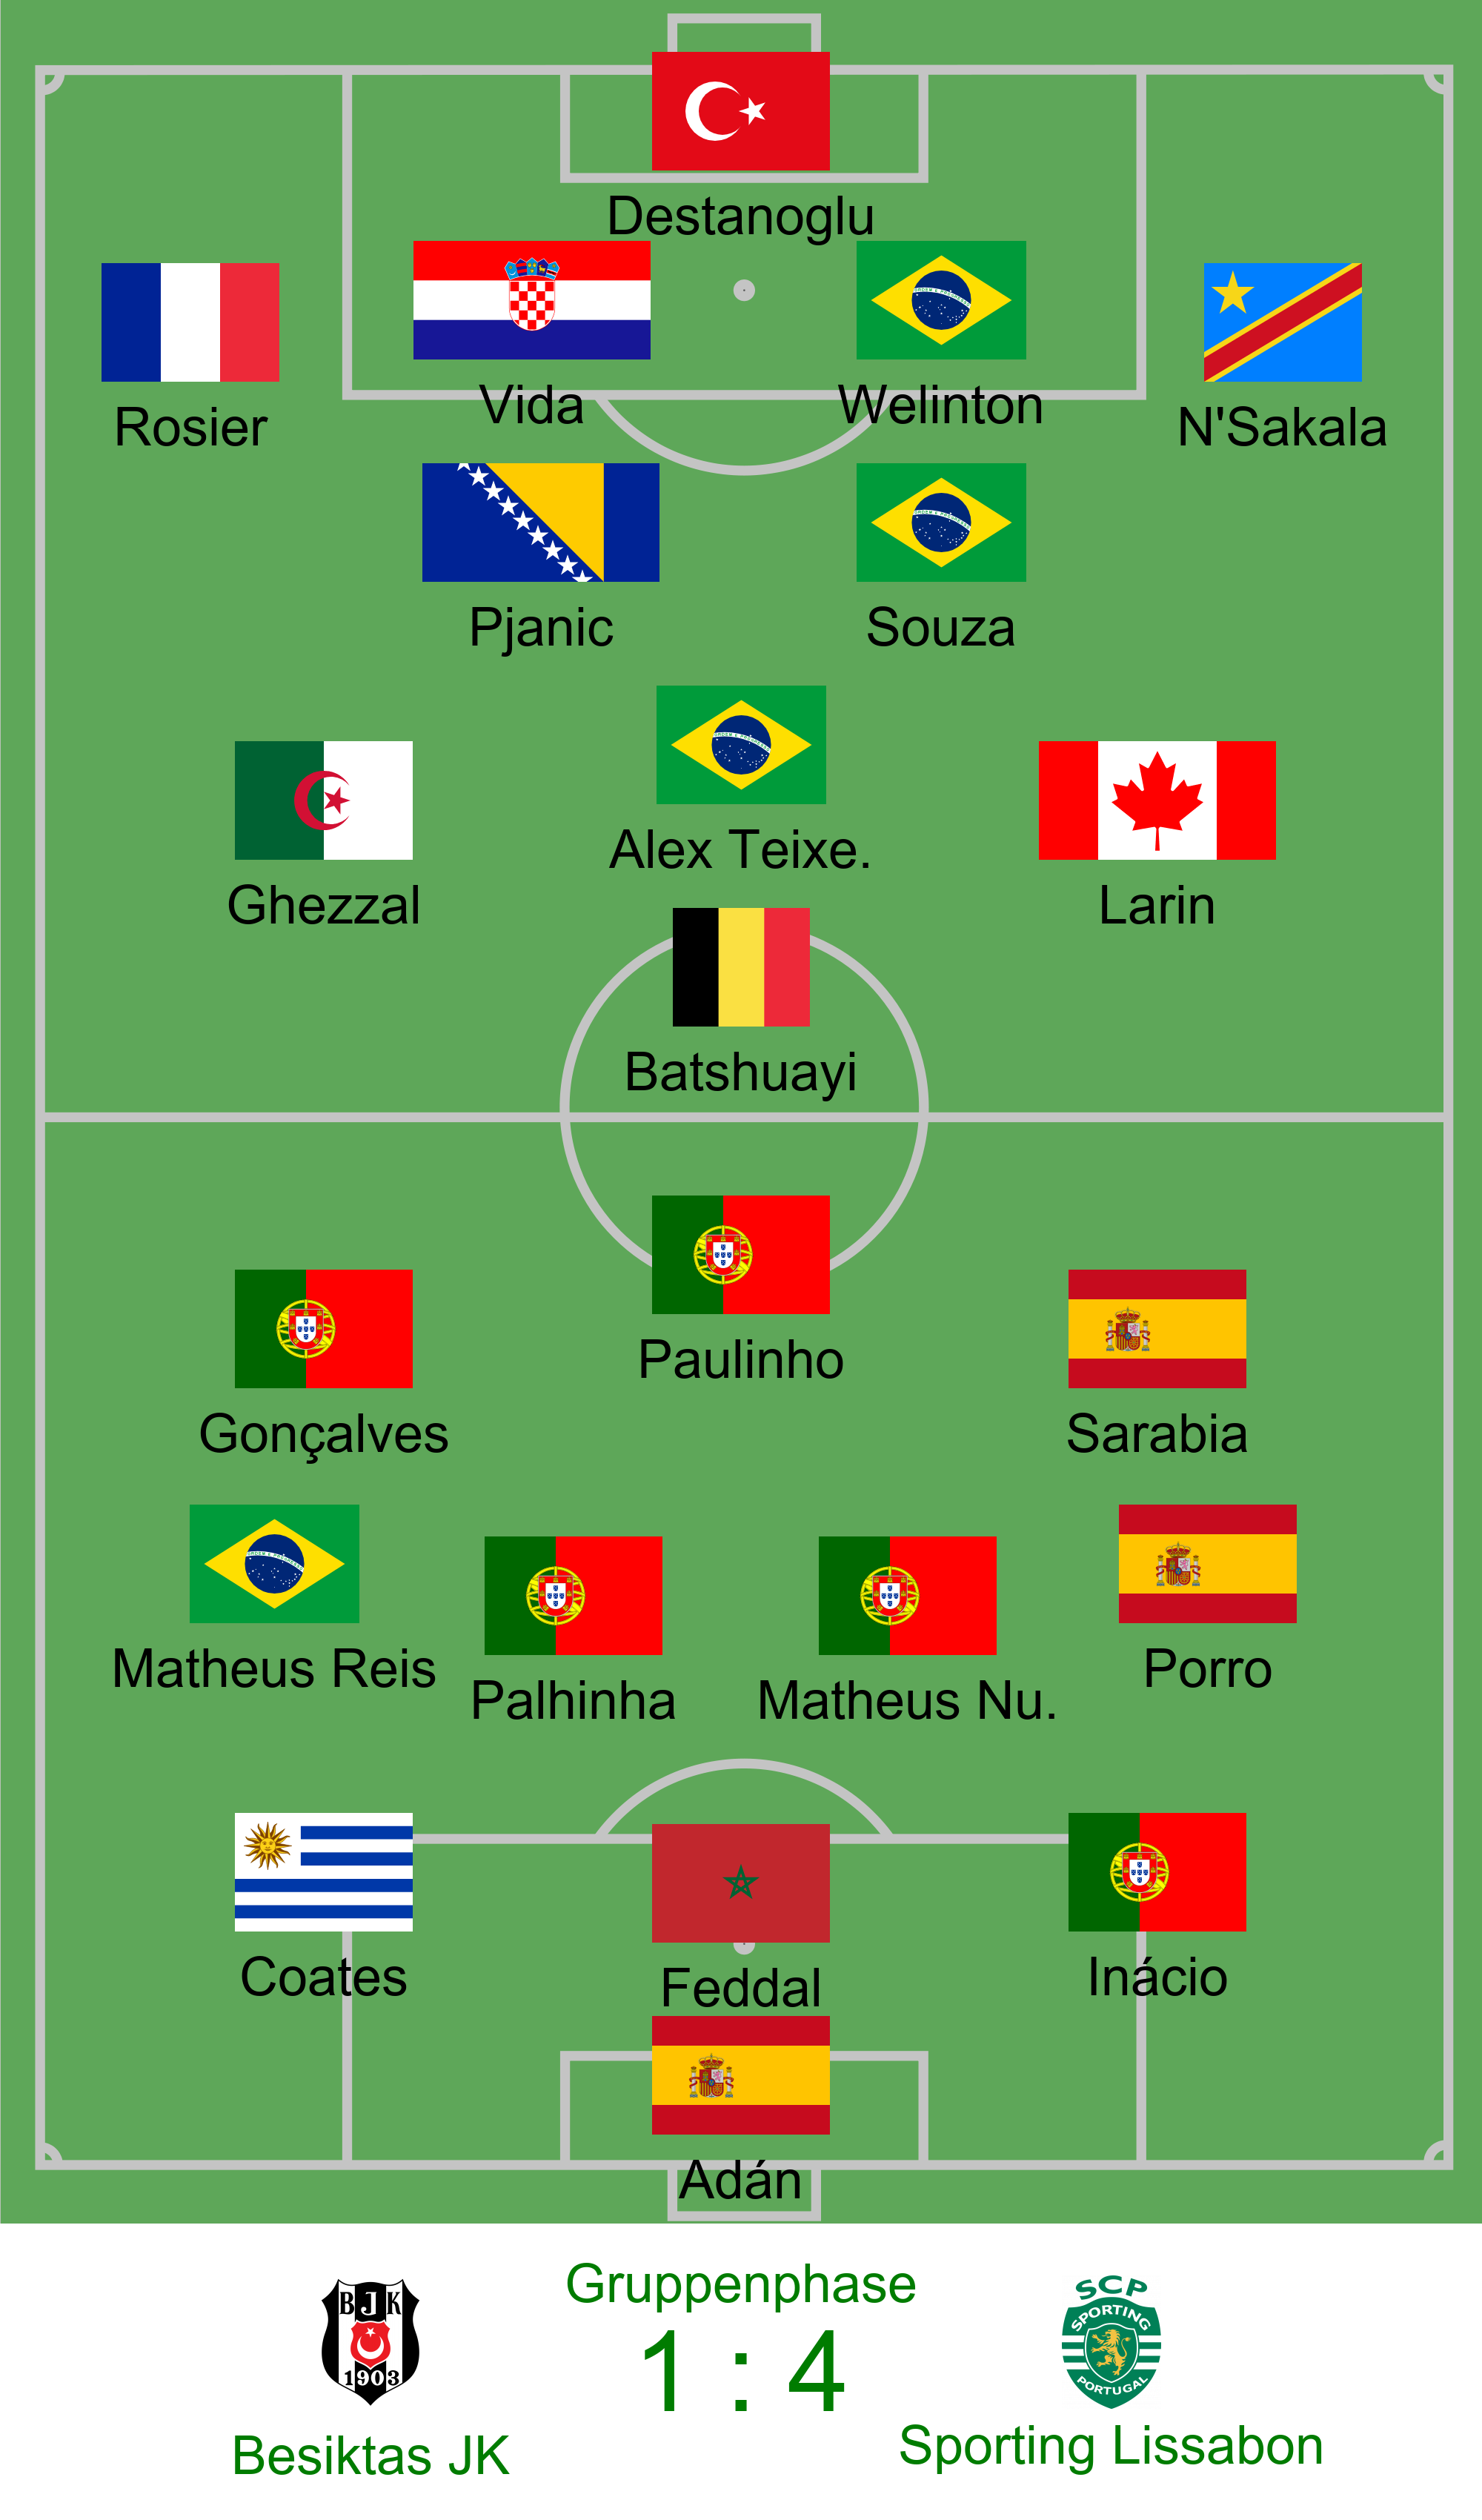 Destanoglu
Rosier
Vida
Welinton
N'Sakala
Pjanic
Souza
Alex Teixe.
Ghezzal
Larin
Batshuayi
Paulinho
Gonçalves
Sarabia
Matheus Reis
Palhinha
Matheus Nu.
Porro
Coates
Feddal
Inácio
Adán
Gruppenphase
1 : 4
BJK
1903
Besiktas JK
SCP
SPORTING
PORTUGAL
Sporting Lissabon